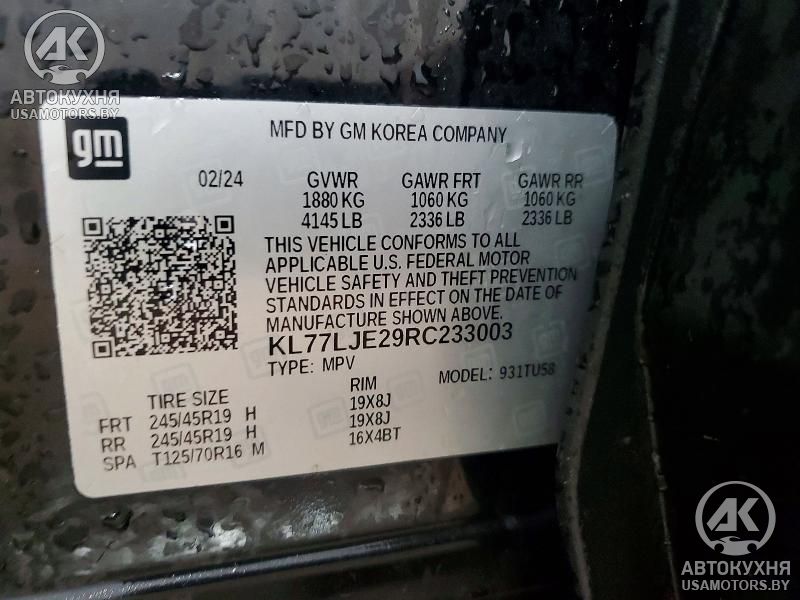 AK
АВТОКУХНЯ
USAMOTORS.BY
gm
MFD BY GM KOREA COMPANY
02/24 GVWR GAWR FRT GAWR RR
1880 KG 1060 KG 1060 KG
4145 LB 2336 LB 2336 LB
THIS VEHICLE CONFORMS TO ALL
APPLICABLE U.S. FEDERAL MOTOR
VEHICLE SAFETY AND THEFT PREVENTION
STANDARDS IN EFFECT ON THE DATE OF
MANUFACTURE SHOWN ABOVE.
KL77LJE29RC233003
TYPE: MPV MODEL: 931TU58
TIRE SIZE RIM
FRT 245/45R19 H 19X8J
RR 245/45R19 H 19X8J
SPA T125/70R16 M 16X4BT
AK
АВТОКУХНЯ
USAMOTORS.BY